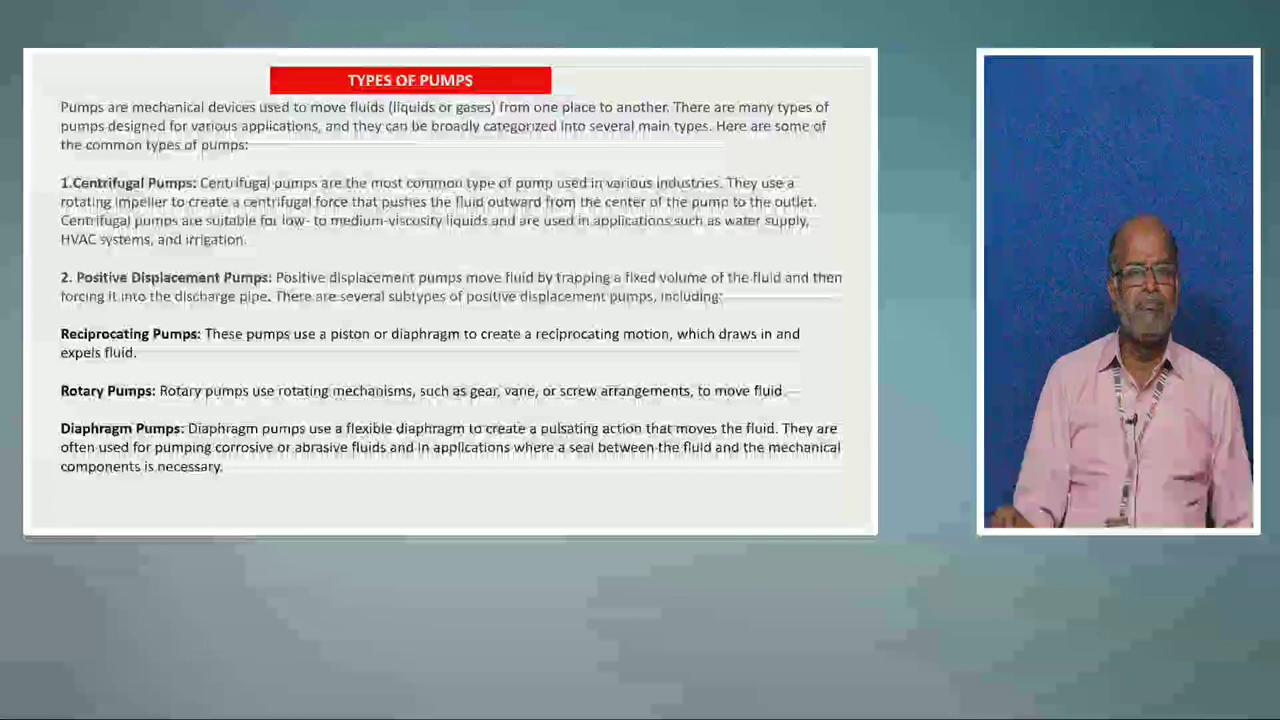 TYPES OF PUMPS
Pumps are mechanical devices used to move fluids (liquids or gases) from one place to another. There are many types of
pumps designed for various applications, and they can be broadly categorized into several main types. Here are some of
the common types of pumps:
1.Centrifugal Pumps: Centrifugal pumps are the most common type of pump used in various industries. They use a
rotating impeller to create a centrifugal force that pushes the fluid outward from the center of the pump to the outlet.
Centrifugal pumps are suitable for low- to medium-viscosity liquids and are used in applications such as water supply,
HVAC systems, and irrigation.
2. Positive Displacement Pumps: Positive displacement pumps move fluid by trapping a fixed volume of the fluid and then
forcing it into the discharge pipe. There are several subtypes of positive displacement pumps, including:
Reciprocating Pumps: These pumps use a piston or diaphragm to create a reciprocating motion, which draws in and
expels fluid.
Rotary Pumps: Rotary pumps use rotating mechanisms, such as gear, vane, or screw arrangements, to move fluid.
Diaphragm Pumps: Diaphragm pumps use a flexible diaphragm to create a pulsating action that moves the fluid. They are
often used for pumping corrosive or abrasive fluids and in applications where a seal between the fluid and the mechanical
components is necessary.